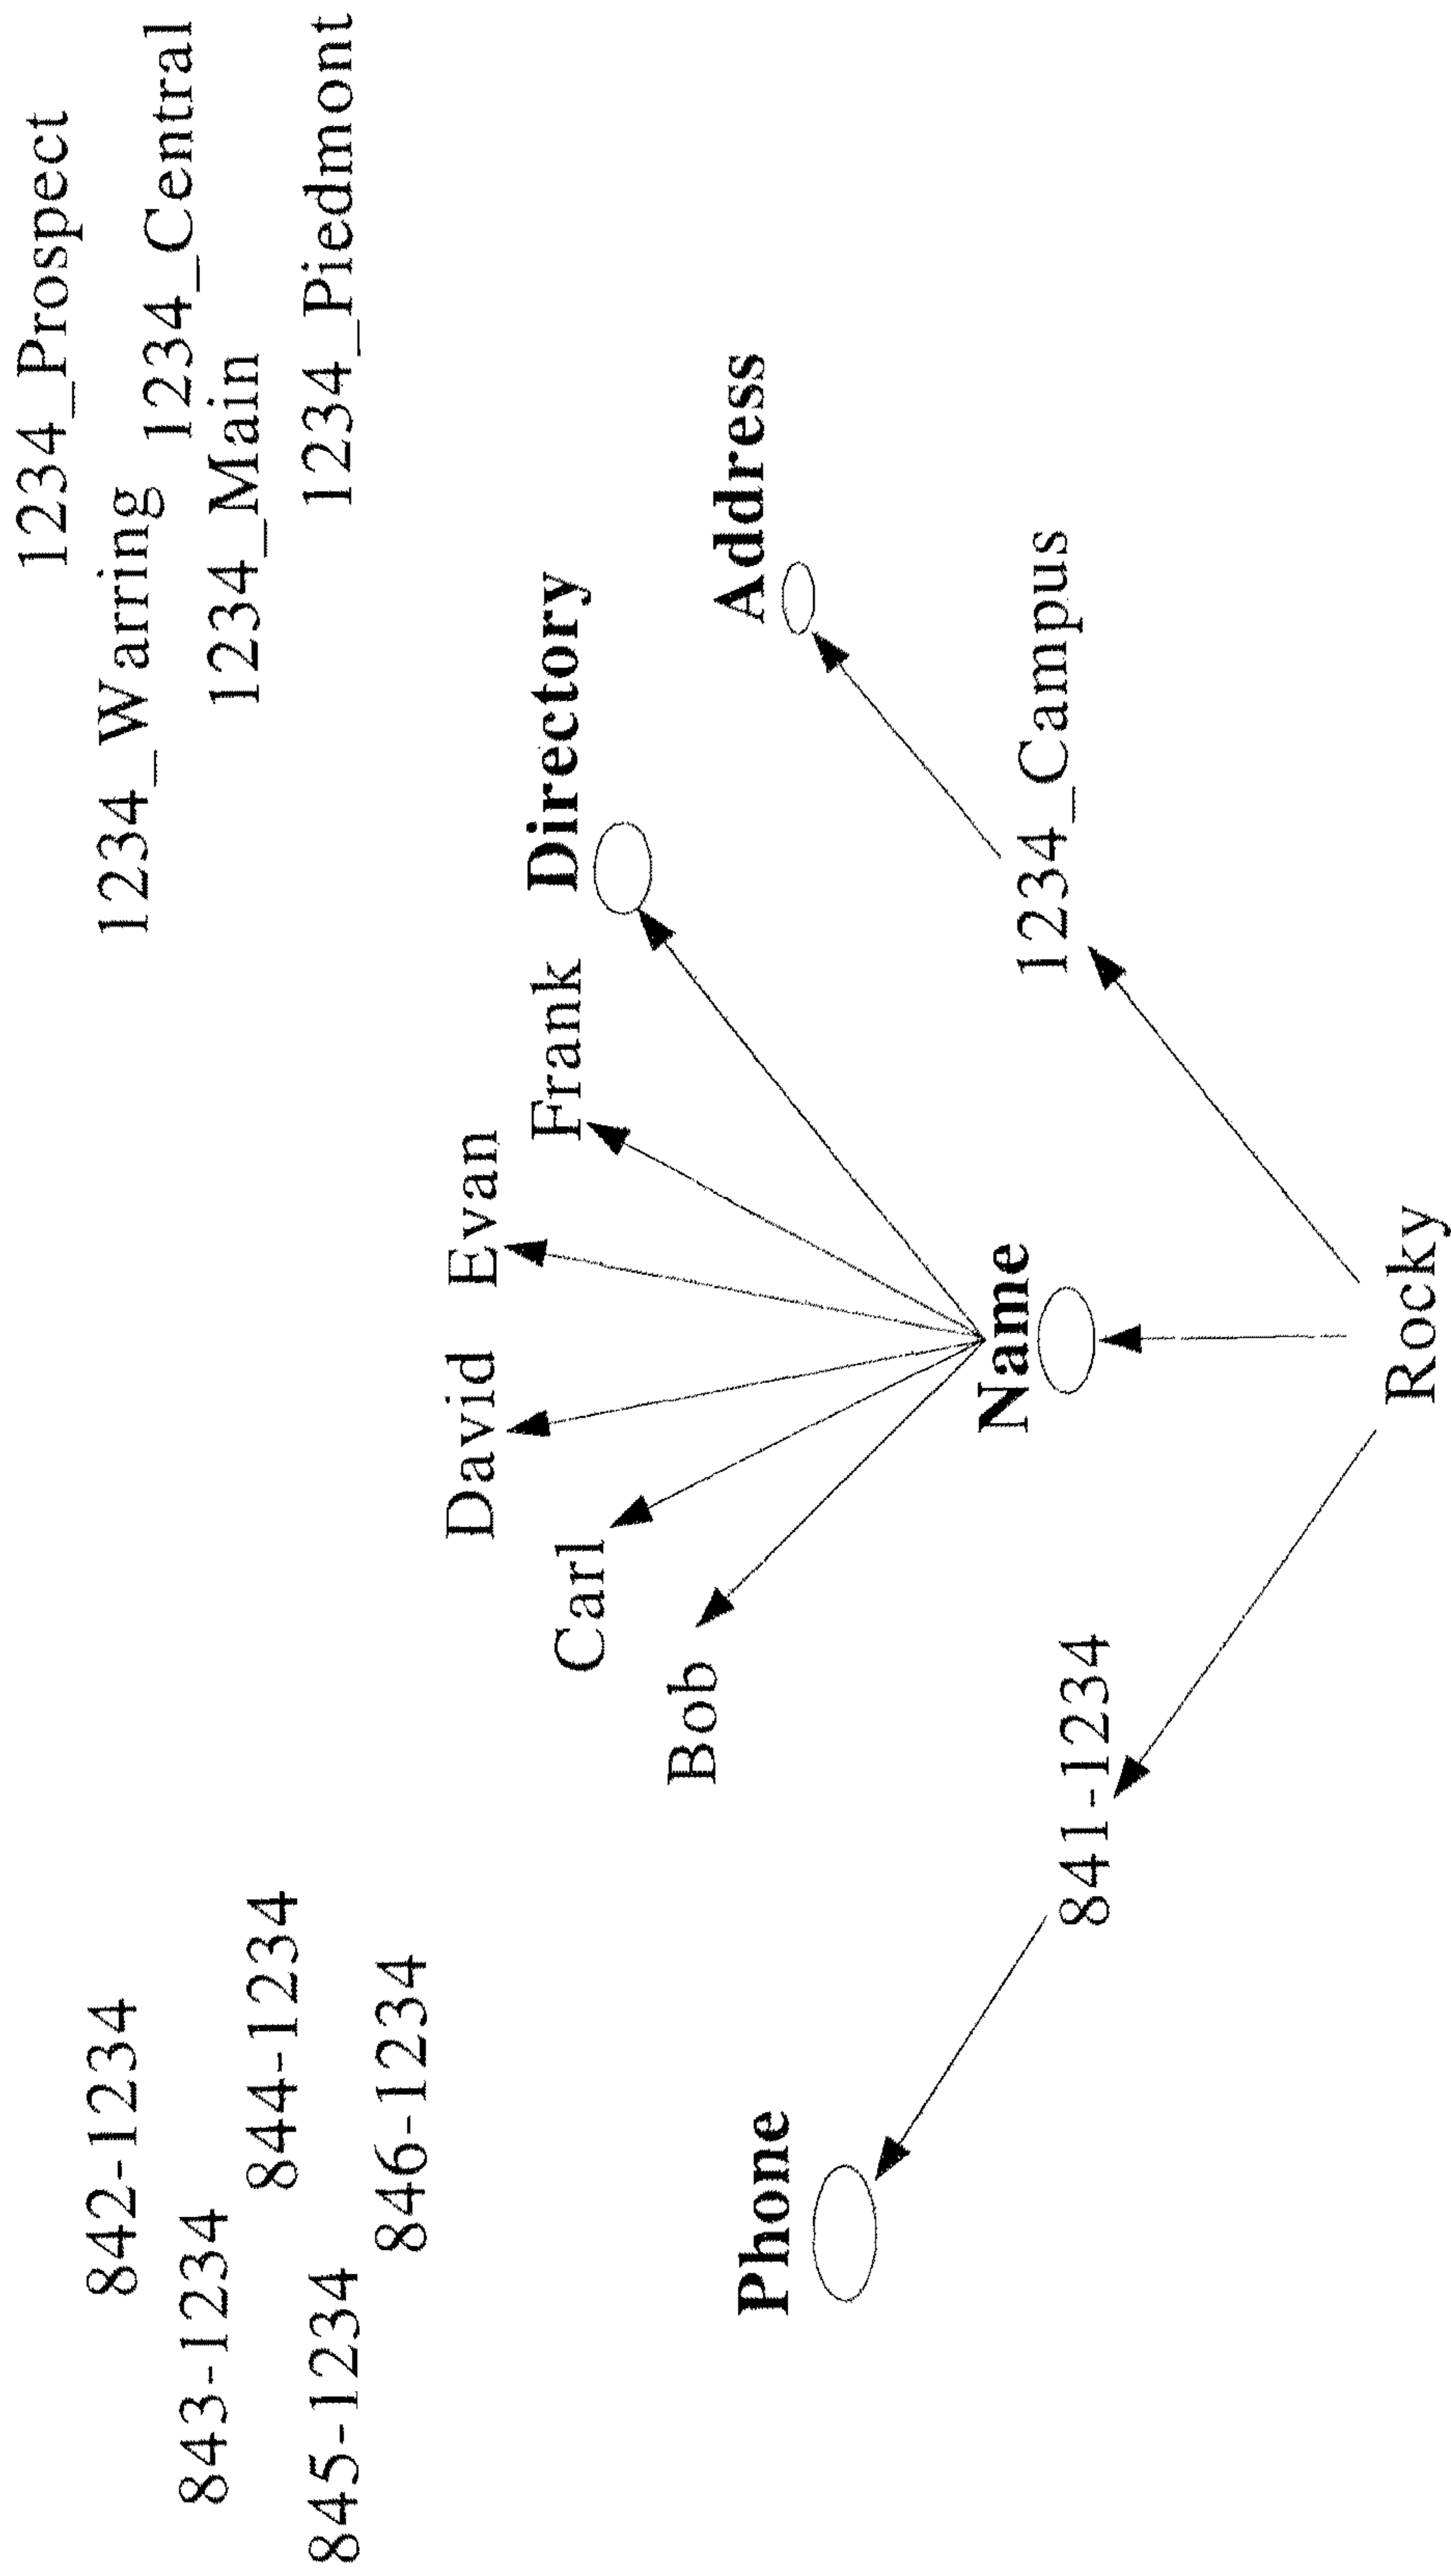 842-1234
1234_Prospect
843-1234
1234_Warring
844-1234
1234_Central
845-1234
1234_Main
846-1234
1234_Piedmont
David
Evan
Carl
Frank
Directory
Bob
Phone
Address
841-1234
Name
1234_Campus
Rocky